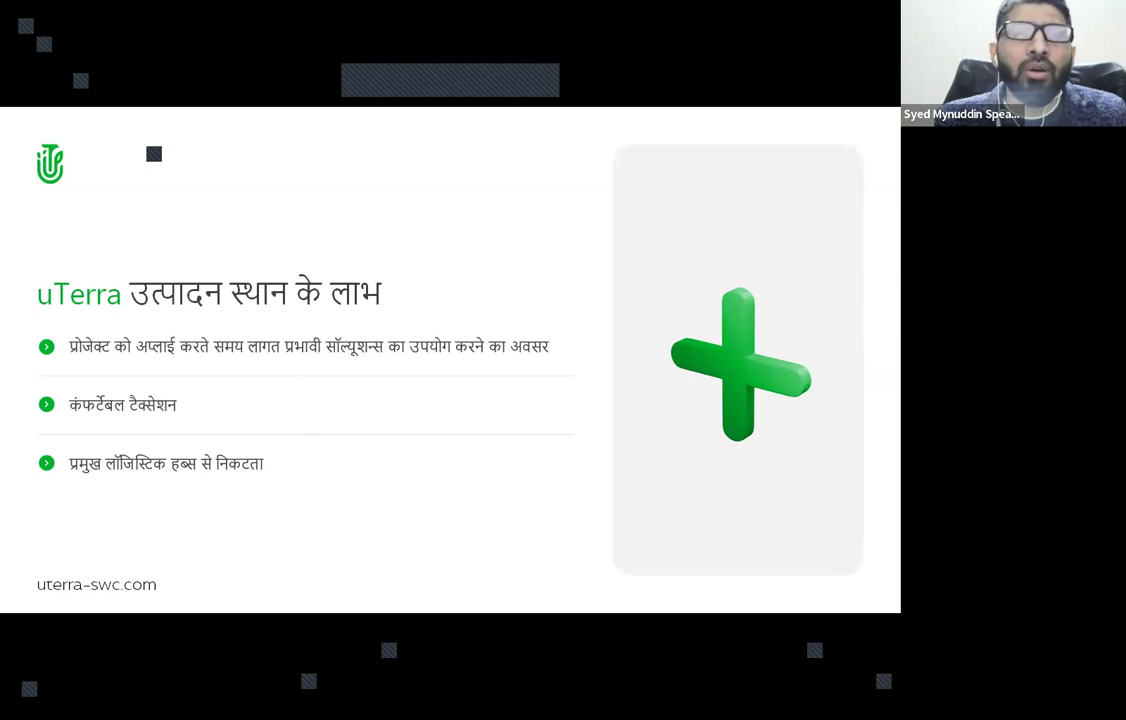 Syed Mynuddin Spea...
uTerra उत्पादन स्थान के लाभ
प्रोजेक्ट को अप्लाई करते समय लागत प्रभावी सॉल्यूशन्स का उपयोग करने का अवसर
कंफर्टेबल टैक्सेशन
प्रमुख लॉजिस्टिक हब्स से निकटता
uterra-swc.com